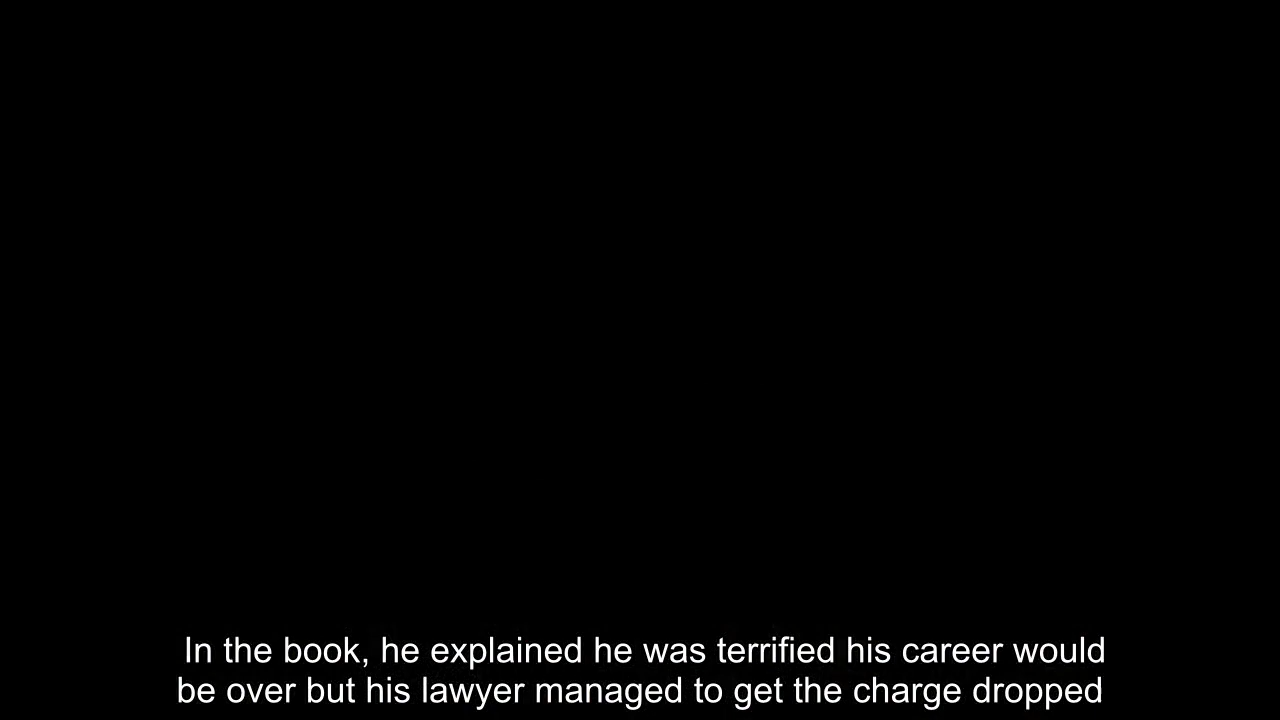 In the book, he explained he was terrified his career would
be over but his lawyer managed to get the charge dropped